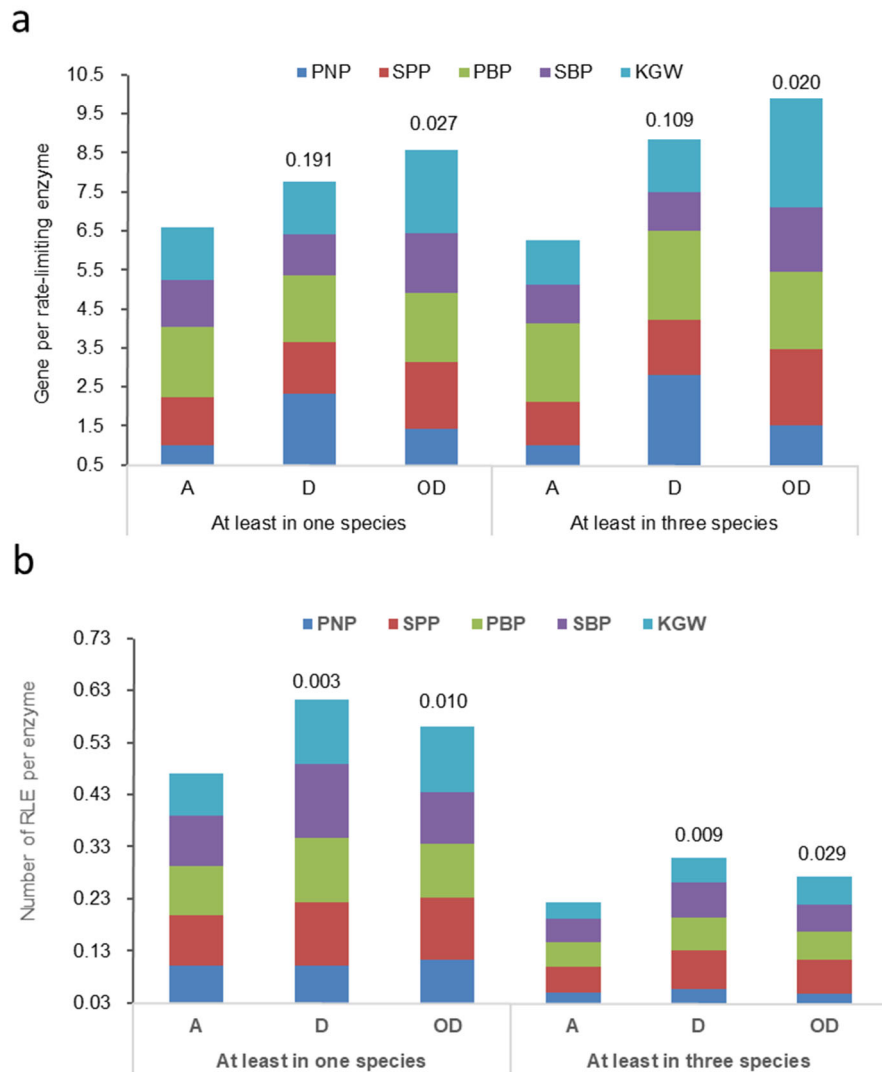 a
PNP SPP PBP SBP KGW
10.5
9.5
8.5
7.5
6.5
5.5
4.5
3.5
2.5
1.5
0.5
Gene per rate-limiting enzyme
0.191
0.027
0.109
0.020
A D OD A D OD
At least in one species At least in three species
b
PNP SPP PBP SBP KGW
0.73
0.63
0.53
0.43
0.33
0.23
0.13
0.03
Number of RLE per enzyme
0.003
0.010
0.009
0.029
A D OD A D OD
At least in one species At least in three species